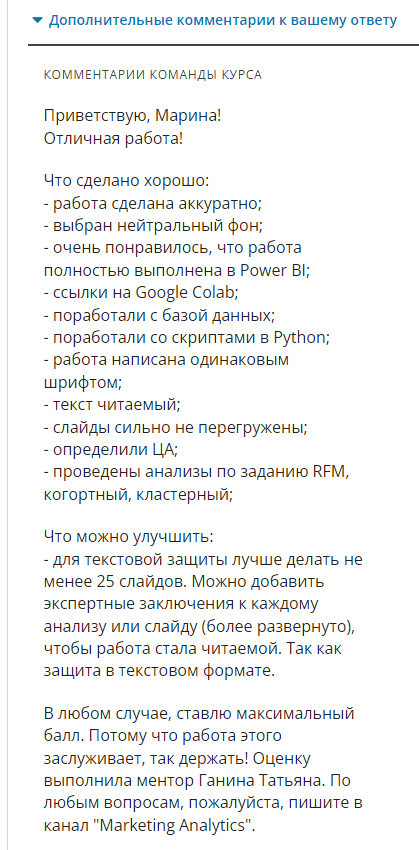 Дополнительные комментарии к вашему ответу
КОММЕНТАРИИ КОМАНДЫ КУРСА
Приветствую, Марина!
Отличная работа!
Что сделано хорошо:
- работа сделана аккуратно;
- выбран нейтральный фон;
- очень понравилось, что работа
полностью выполнена в Power BI;
- ссылки на Google Colab;
- поработали с базой данных;
- поработали со скриптами в Python;
- работа написана одинаковым
шрифтом;
- текст читаемый;
- слайды сильно не перегружены;
- определили ЦА;
- проведены анализы по заданию RFM,
когортный, кластерный;
Что можно улучшить:
- для текстовой защиты лучше делать не
менее 25 слайдов. Можно добавить
экспертные заключения к каждому
анализу или слайду (более развернуто),
чтобы работа стала читаемой. Так как
защита в текстовом формате.
В любом случае, ставлю максимальный
балл. Потому что работа этого
заслуживает, так держать! Оценку
выполнила ментор Ганина Татьяна. По
любым вопросам, пожалуйста, пишите в
канал "Marketing Analytics".